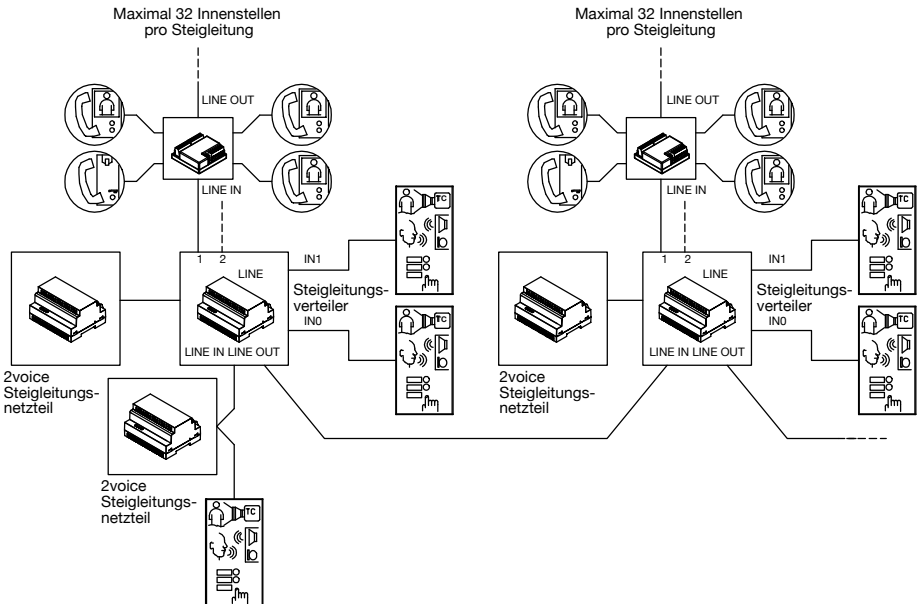 Maximal 32 Innenstellen
pro Steigleitung
LINE OUT
LINE IN
1 2
LINE
IN1
Steigleitungs-
verteiler
IN0
LINE IN LINE OUT
TC
TC
2voice
Steigleitungs-
netzteil
2voice
Steigleitungs-
netzteil
TC
Maximal 32 Innenstellen
pro Steigleitung
LINE OUT
LINE IN
1 2
LINE
IN1
Steigleitungs-
verteiler
IN0
LINE IN LINE OUT
TC
TC
2voice
Steigleitungs-
netzteil